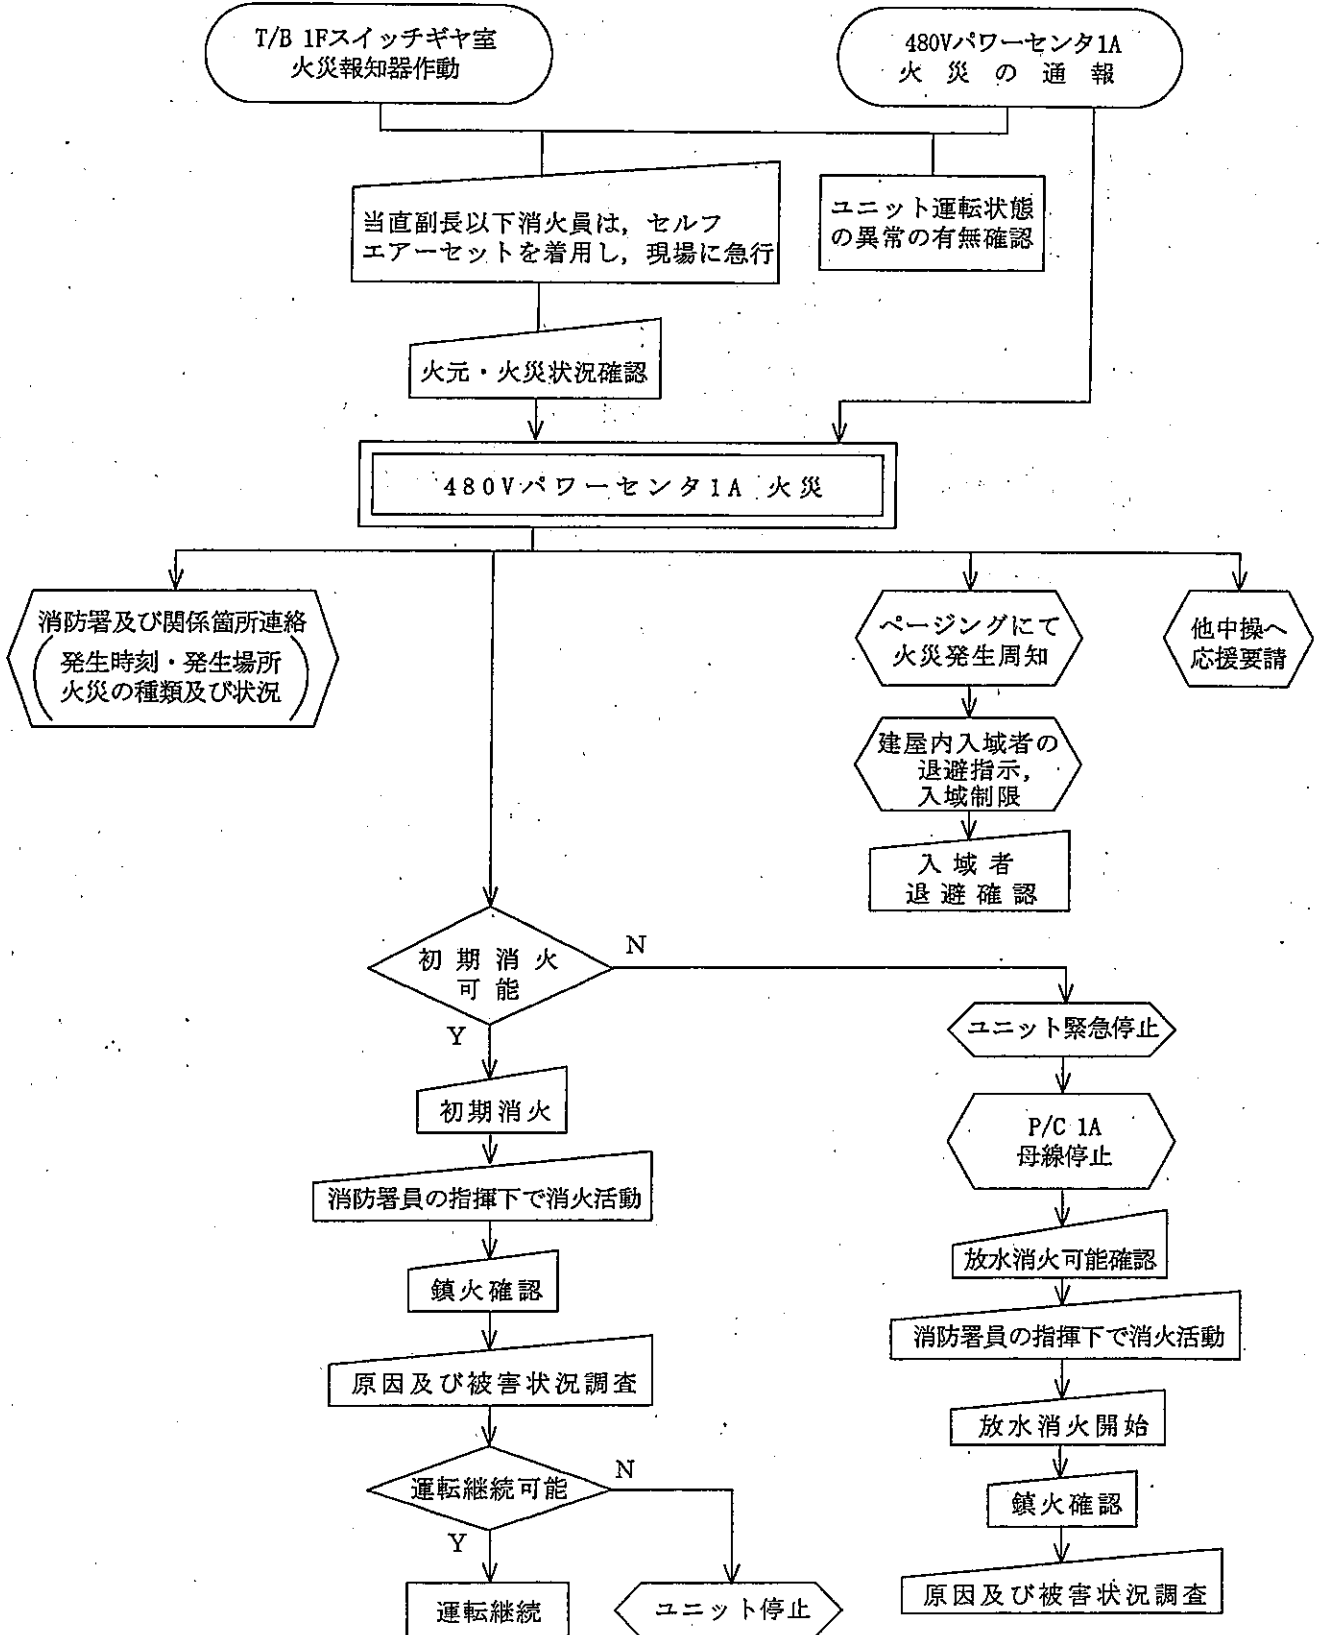 T/B 1Fスイッチギヤ室
火災報知器作動
480Vパワーセンタ1A
火災の通報
当直副長以下消火員は，セルフ
エアーセットを着用し，現場に急行
ユニット運転状態
の異常の有無確認
火元・火災状況確認
480Vパワーセンタ1A 火災
消防署及び関係箇所連絡
発生時刻・発生場所
火災の種類及び状況
ページングにて
火災発生周知
他中操へ
応援要請
建屋内入域者の
退避指示，
入域制限
入域者
退避確認
初期消火
可能
N
Y
ユニット緊急停止
初期消火
P/C 1A
母線停止
消防署員の指揮下で消火活動
放水消火可能確認
鎮火確認
消防署員の指揮下で消火活動
原因及び被害状況調査
放水消火開始
運転継続可能
N
Y
鎮火確認
運転継続
ユニット停止
原因及び被害状況調査